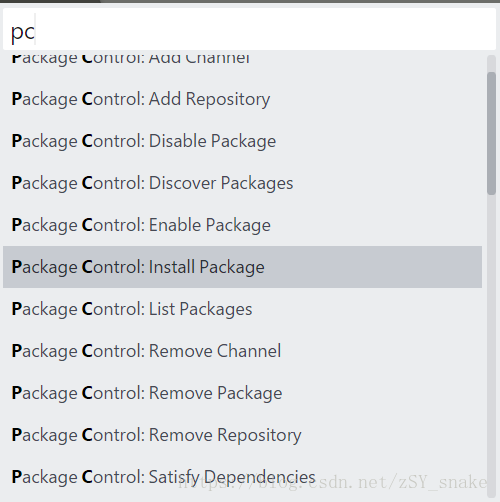 pc
Package Control: Add Channel
Package Control: Add Repository
Package Control: Disable Package
Package Control: Discover Packages
Package Control: Enable Package
Package Control: Install Package
Package Control: List Packages
Package Control: Remove Channel
Package Control: Remove Package
Package Control: Remove Repository
Package Control: Satisfy Dependencies
https://blog.csdn.net/zSY_snake